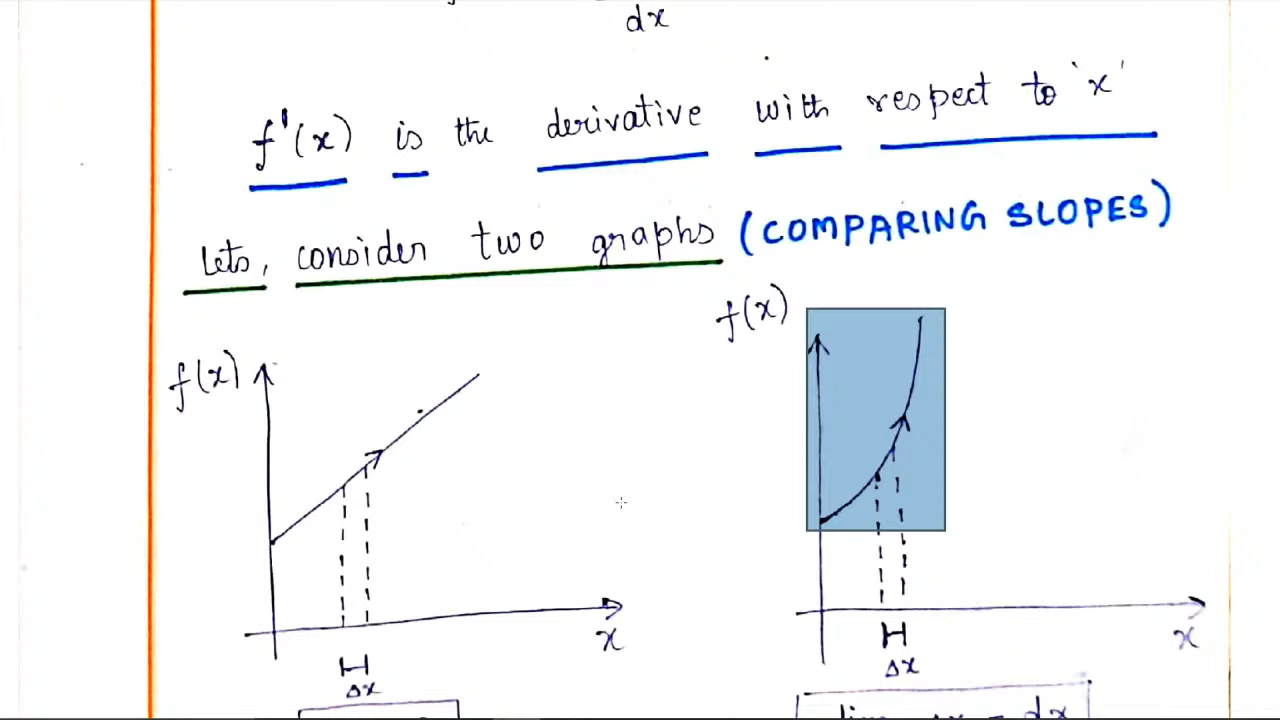 dx
f'(x) is the derivative with respect to 'x'
Lets, consider two graphs (COMPARING SLOPES)
f(x)
f(x)
x
x
Δx
Δx